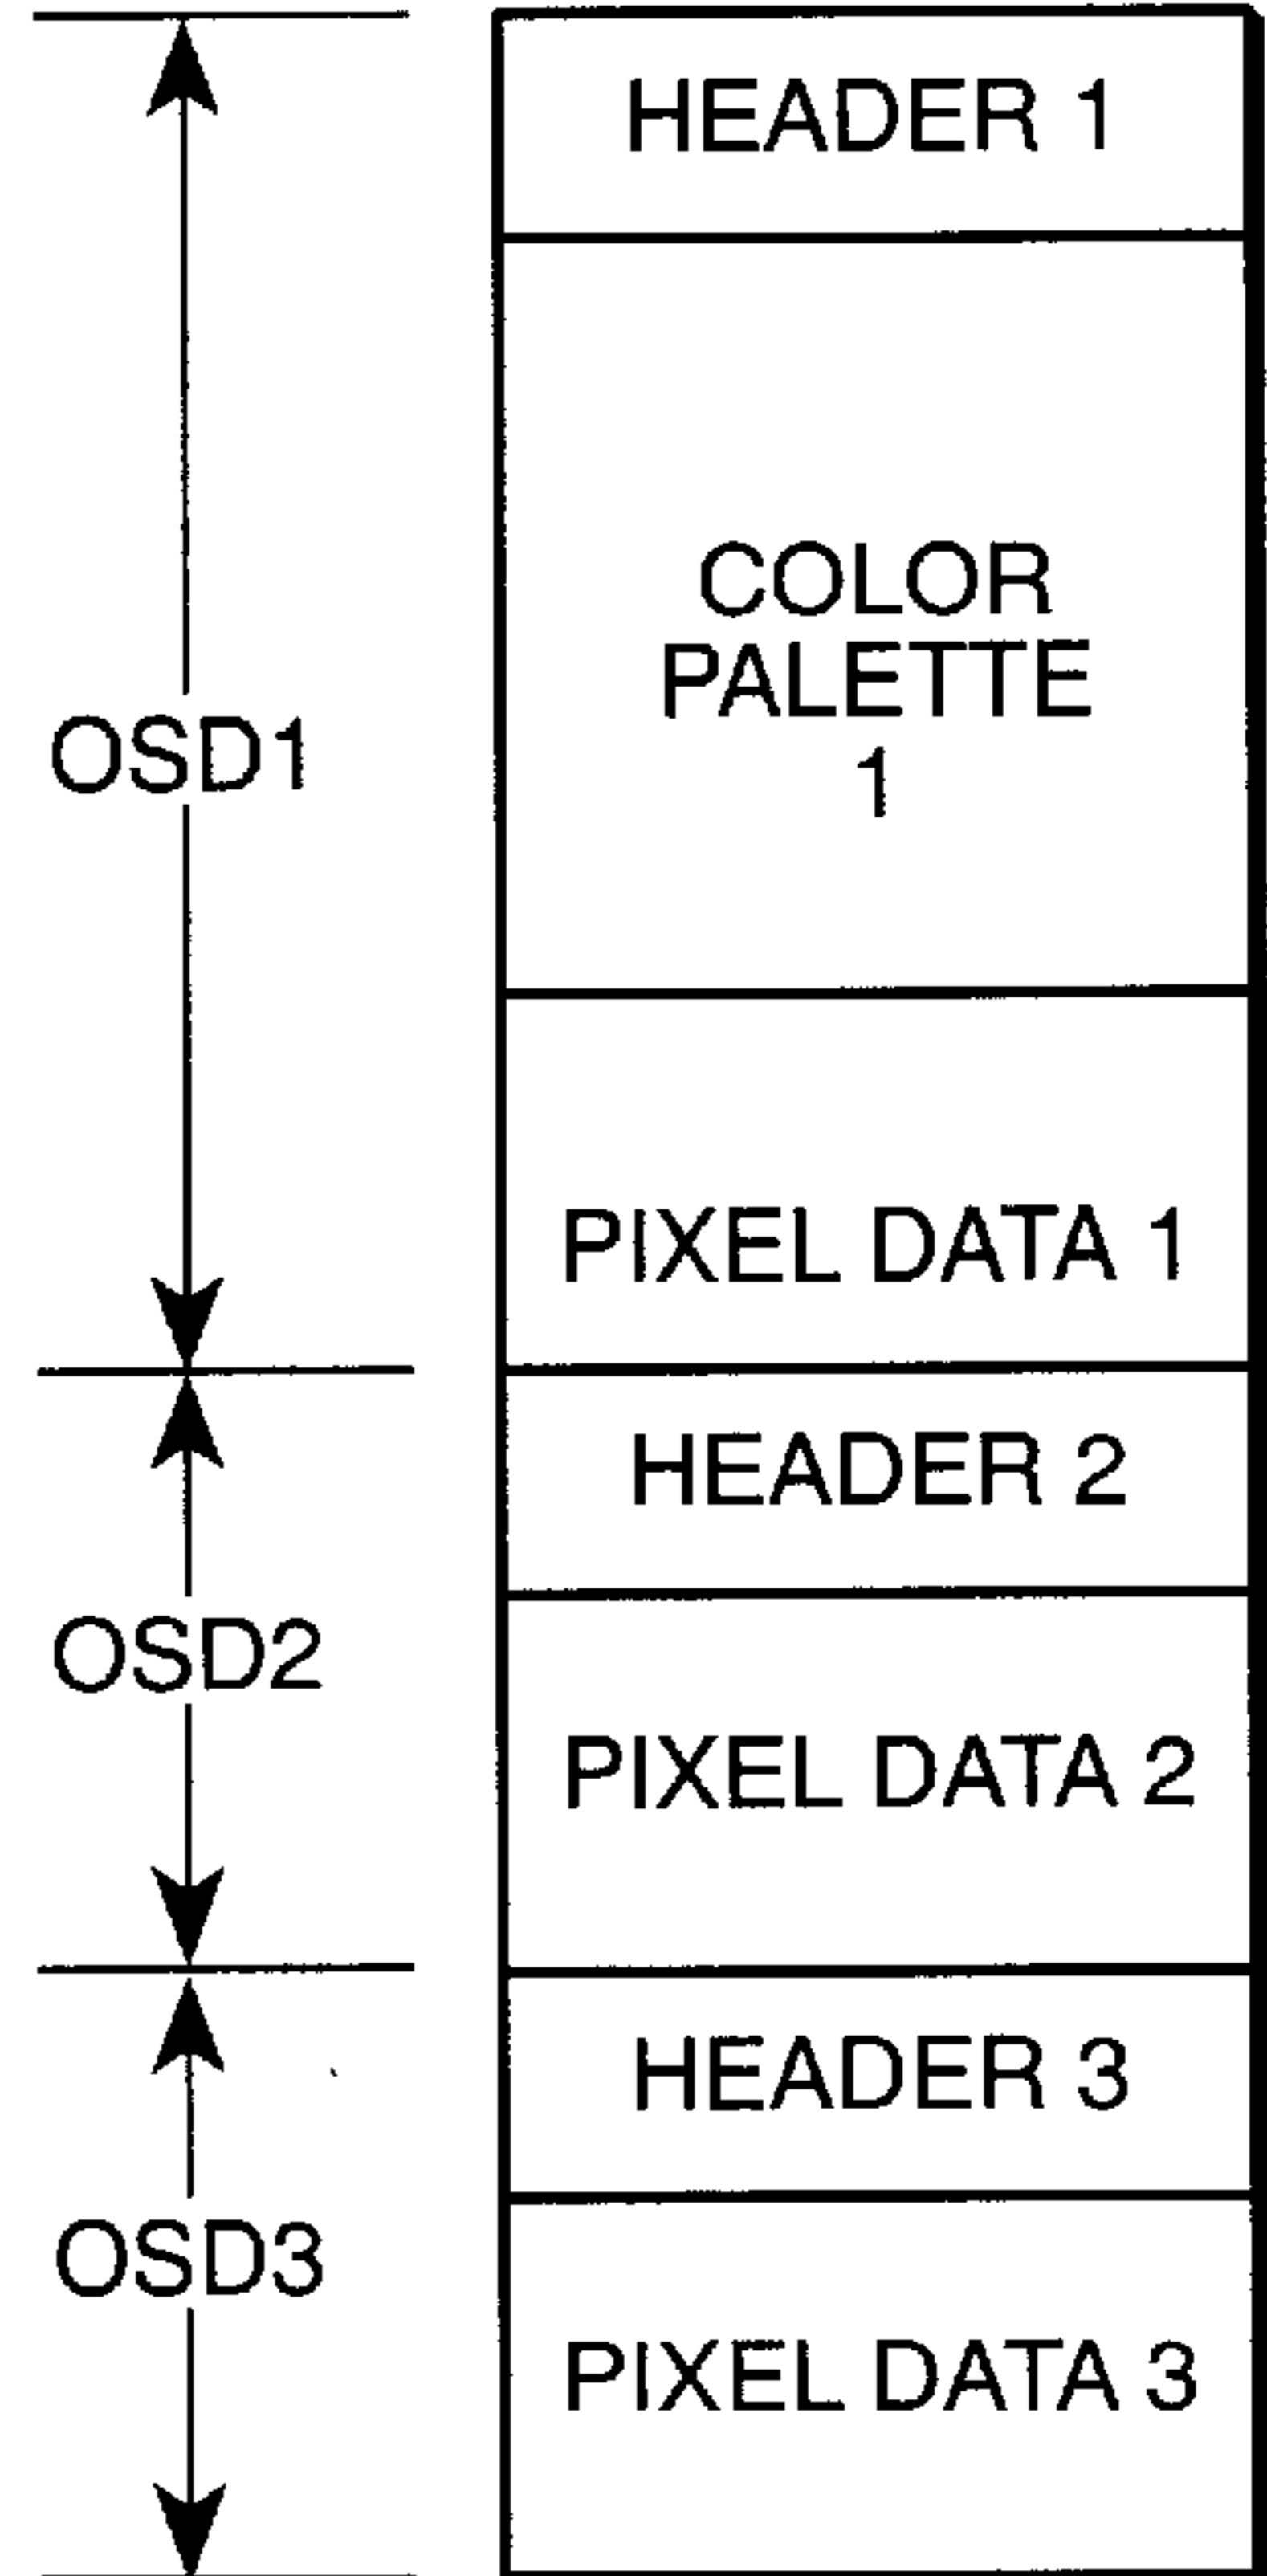 HEADER 1
COLOR
PALETTE
1
OSD1
PIXEL DATA 1
HEADER 2
OSD2
PIXEL DATA 2
HEADER 3
OSD3
PIXEL DATA 3